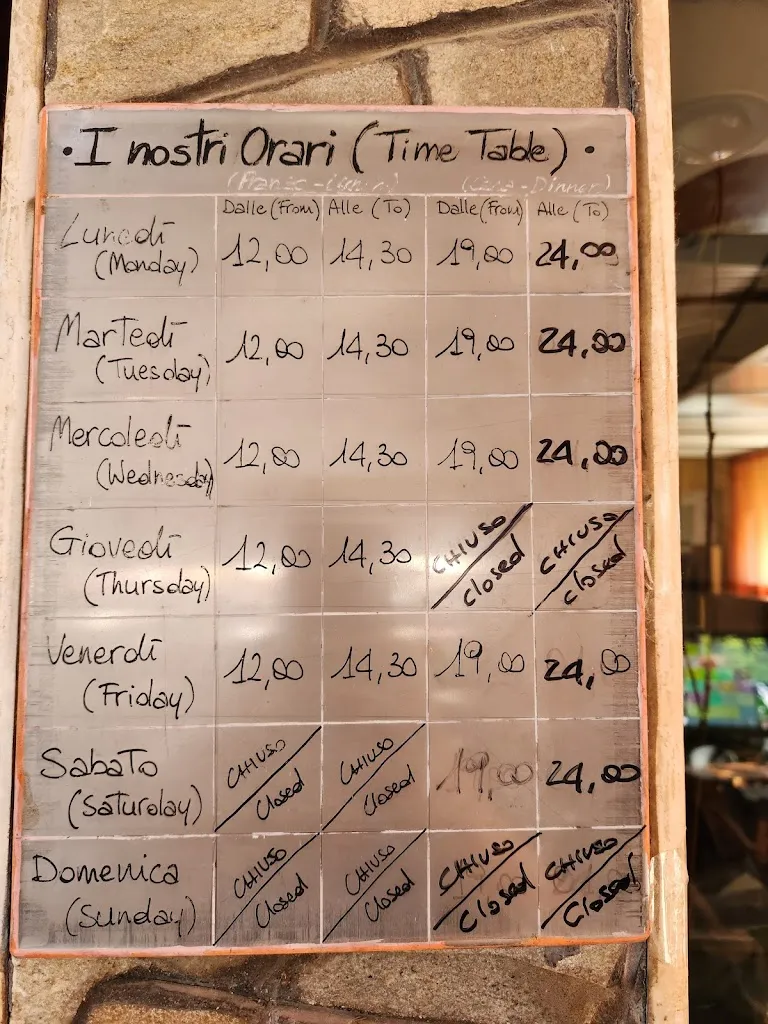 · I nostri Orari (Time Table) ·
(Cena - Dinner)
Dalle (From) Alle (To) Dalle (From) Alle (To)
Lunedì (Monday) 12,00 14,30 19,00 24,00
Martedì (Tuesday) 12,00 14,30 19,00 24,00
Mercoledì (Wednesday) 12,00 14,30 19,00 24,00
Giovedì (Thursday) 12,00 14,30 CHIUSO / Closed CHIUSO / Closed
Venerdì (Friday) 12,00 14,30 19,00 24,00
Sabato (Saturday) CHIUSO / Closed CHIUSO / Closed 19,00 24,00
Domenica (Sunday) CHIUSO / Closed CHIUSO / Closed CHIUSO / Closed CHIUSO / Closed